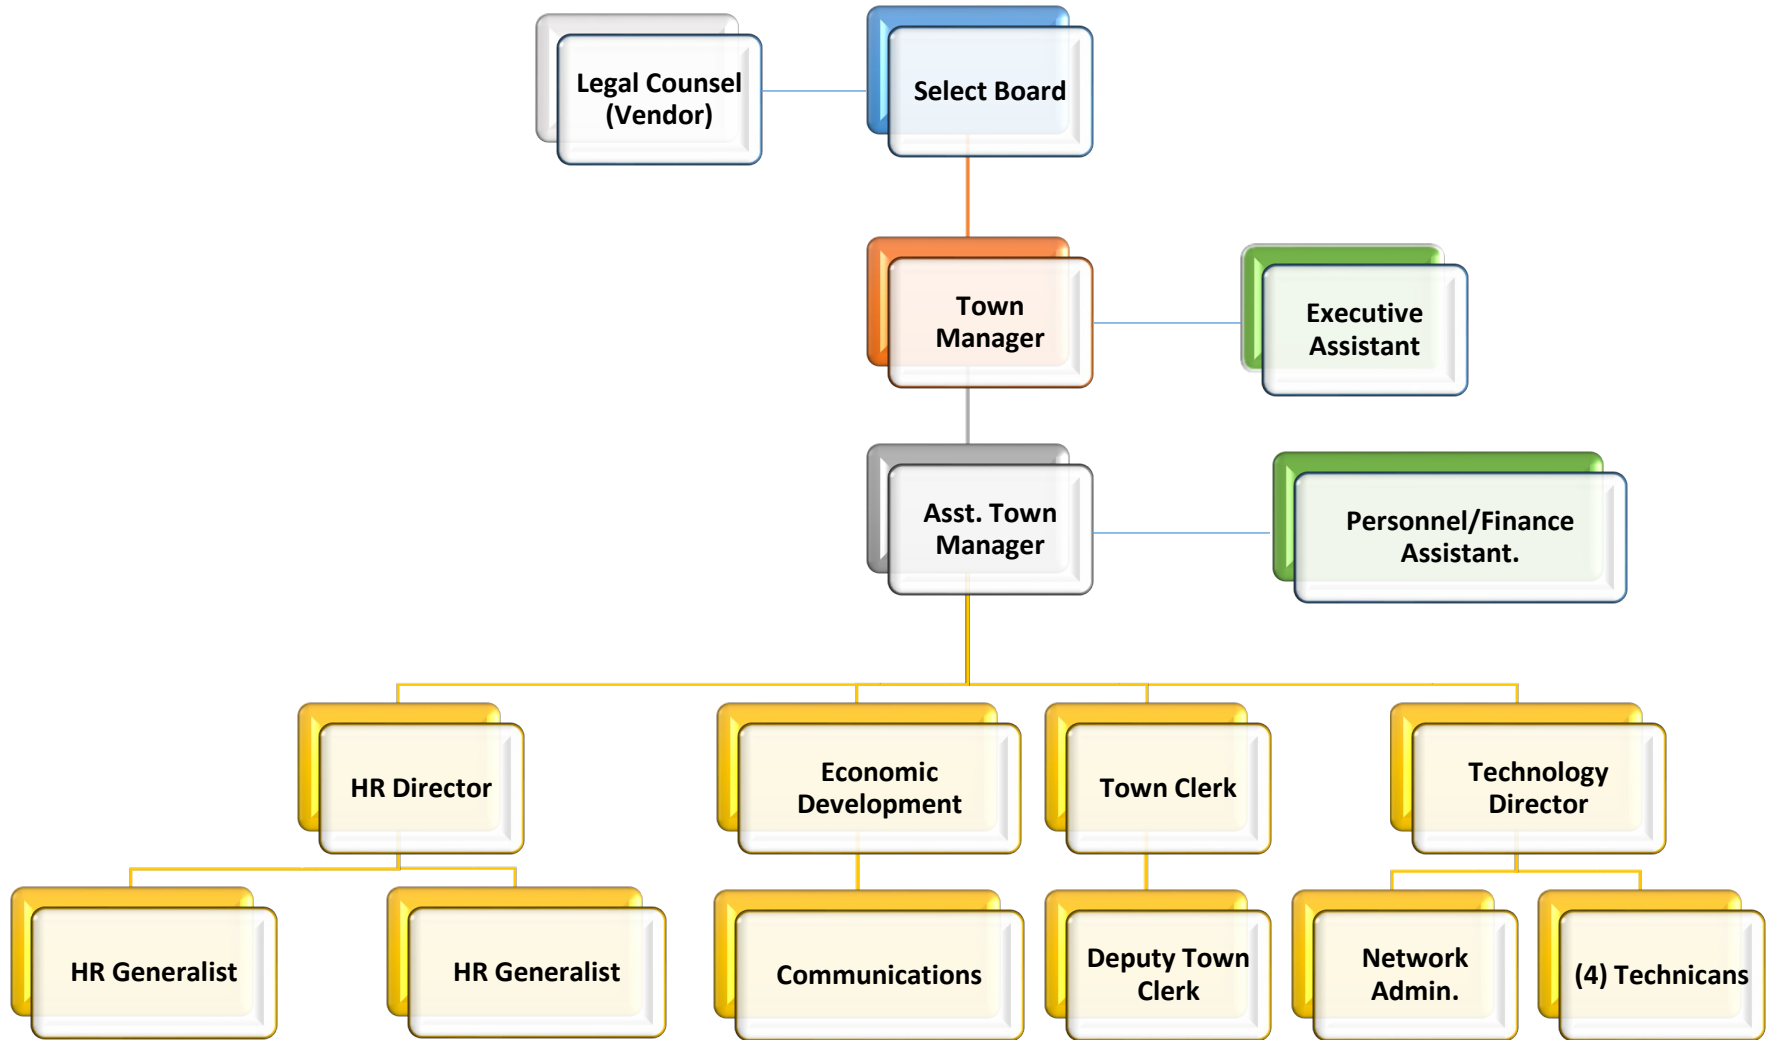 Legal Counsel
(Vendor)
Select Board
Town
Manager
Executive
Assistant
Asst. Town
Manager
Personnel/Finance
Assistant.
HR Director
Economic
Development
Town Clerk
Technology
Director
HR Generalist
HR Generalist
Communications
Deputy Town
Clerk
Network
Admin.
(4) Technicans